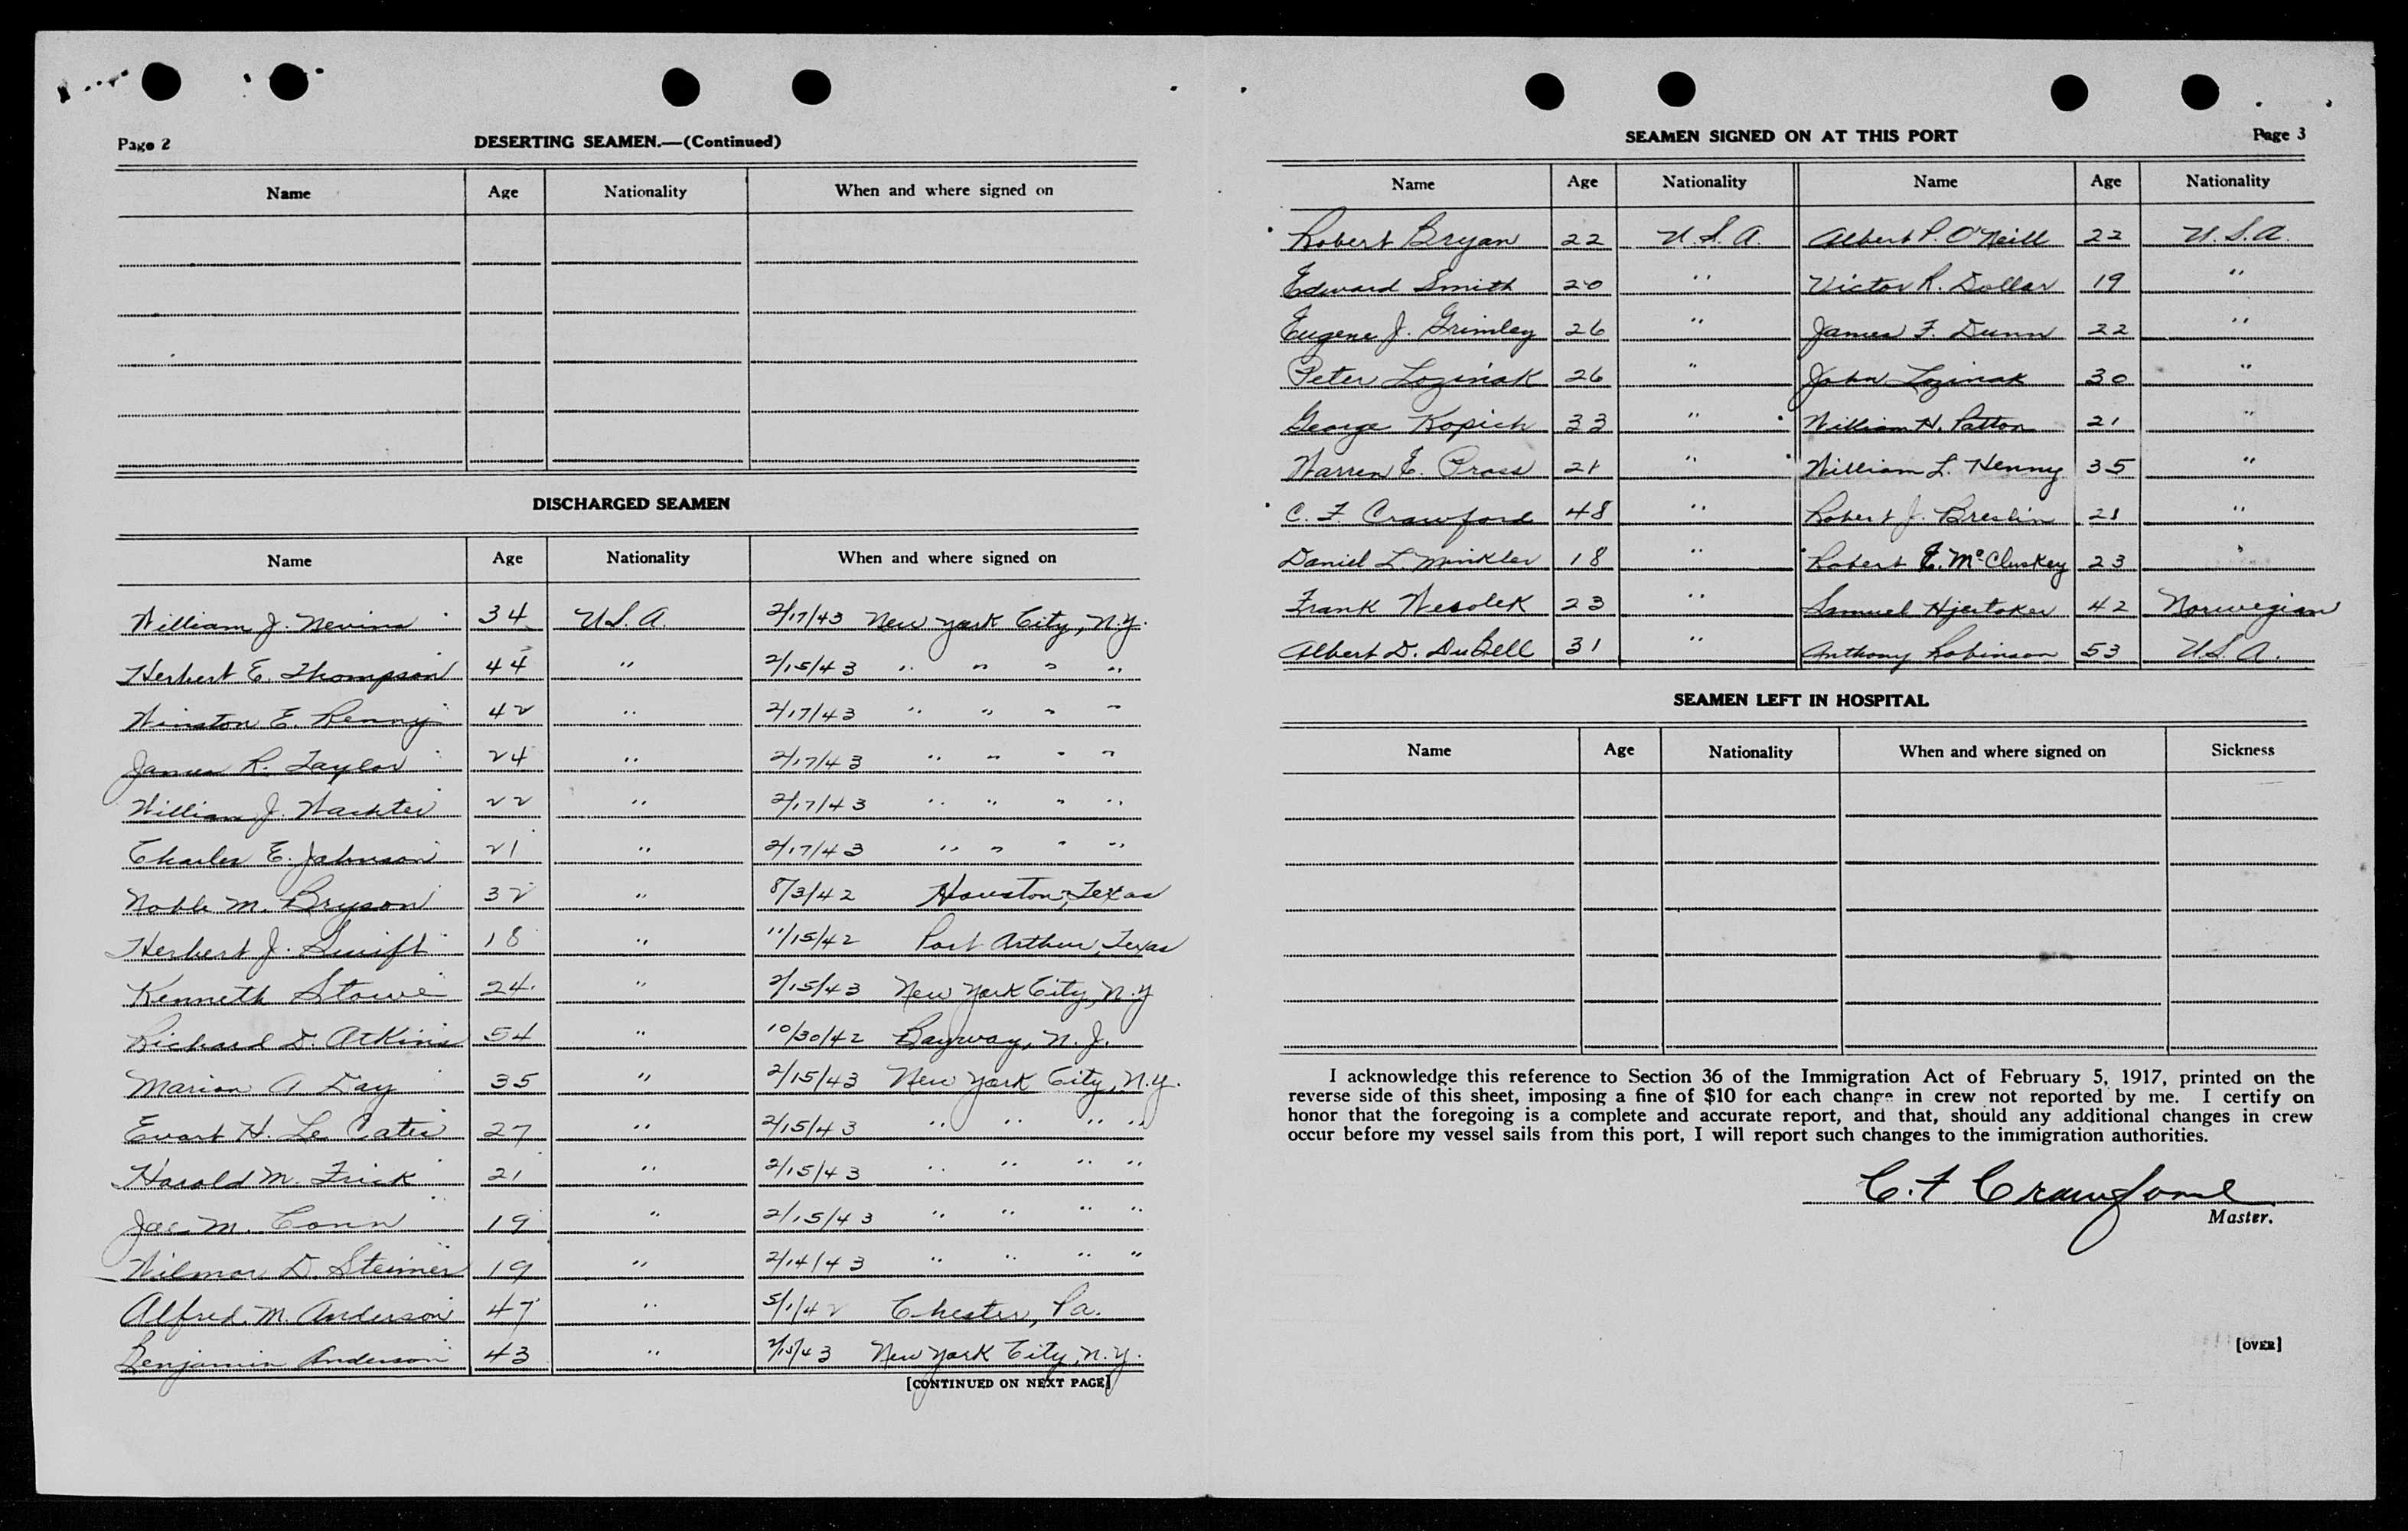 Page 2
DESERTING SEAMEN.—(Continued)
Name Age Nationality When and where signed on
DISCHARGED SEAMEN
Name Age Nationality When and where signed on
William J. Nevins 34 U.S.A. 2/17/43 New York City, N.Y.
Herbert E. Thompson 44 " 2/15/43 " " " "
Winston E. Kenny 42 " 2/17/43 " " " "
James R. Taylor 24 " 2/17/43 " " " "
William J. Wachter 22 " 2/17/43 " " " "
Charles E. Johnson 21 " 2/17/43 " " " "
Noble M. Bryson 32 " 8/3/42 Houston, Texas
Herbert J. Swift 18 " 11/15/42 Port Arthur, Texas
Kenneth Stowe 24 " 2/15/43 New York City, N.Y
Richard D. Atkins 54 " 10/30/42 Bayway, N.J.
Marion A Day 35 " 2/15/43 New York City, N.Y.
Evart H. Le Cates 27 " 2/15/43 " " " "
Harold M. Frick 21 " 2/15/43 " " " "
M. Conn 19 " 2/15/43 " " " "
Wilmor D. Steiner 19 " 2/14/43 " " " "
Alfred M. Anderson 47 " 5/1/42 Chester, Pa.
Benjamin Anderson 43 " 2/15/43 New York City, N.Y.
[CONTINUED ON NEXT PAGE]
SEAMEN SIGNED ON AT THIS PORT
Page 3
Name Age Nationality Name Age Nationality
Robert Bryan 22 U.S.A. Albert P. O'Neill 22 U.S.A.
Edward Smith 20 " Victor R. Dollar 19 "
Eugene J. Grimley 26 " James F. Dunn 22 "
Peter Lozinak 26 " John Lozinak 30 "
George Kopich 33 " William H. Patton 21 "
Warren E. Pross 21 " William L. Henny 35 "
C. F. Crawford 48 " Robert J. Breslin 21 "
Daniel L. Minkler 18 " Robert E. McCluskey 23 "
Frank Wesolek 23 " Samuel Hjertaker 42 Norwegian
Albert D. DuBell 31 " Anthony Robinson 53 U.S.A.
SEAMEN LEFT IN HOSPITAL
Name Age Nationality When and where signed on Sickness
I acknowledge this reference to Section 36 of the Immigration Act of February 5, 1917, printed on the
reverse side of this sheet, imposing a fine of $10 for each change in crew not reported by me. I certify on
honor that the foregoing is a complete and accurate report, and that, should any additional changes in crew
occur before my vessel sails from this port, I will report such changes to the immigration authorities.
C. F Crawford
Master.
[OVER]